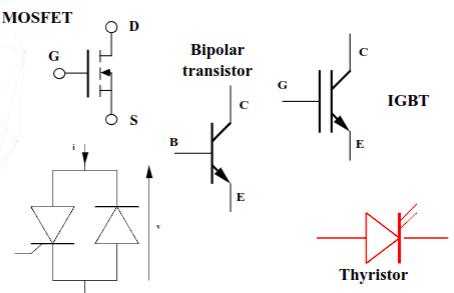 MOSFET
D
G
S
Bipolar
transistor
C
B
E
C
G
E
IGBT
i
v
Thyristor